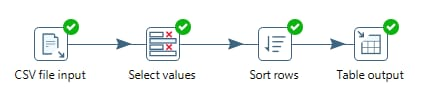 CSV file input
Select values
Sort rows
Table output